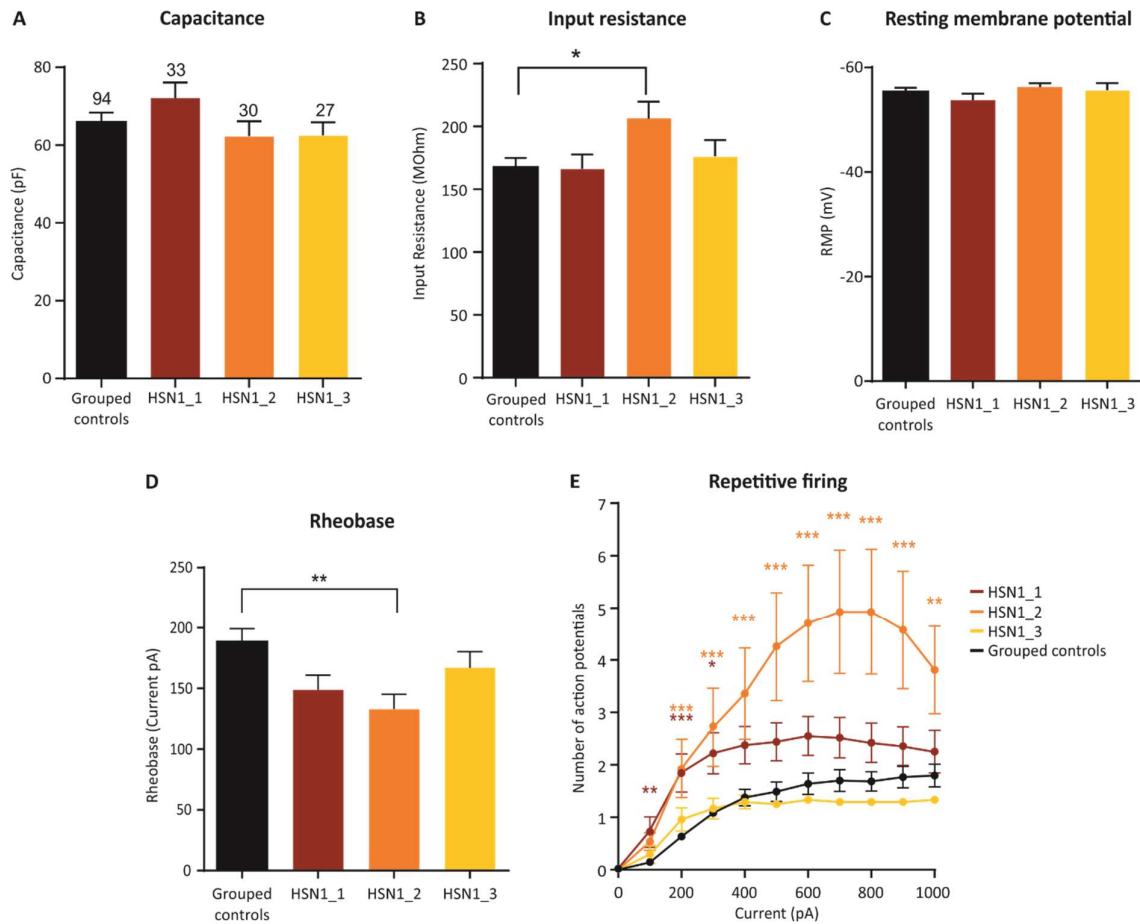 A
Capacitance
Capacitance (pF)
80
60
40
20
0
94
33
30
27
Grouped
controls
HSN1_1
HSN1_2
HSN1_3
B
Input resistance
Input Resistance (MOhm)
250
200
150
100
50
0
*
Grouped
controls
HSN1_1
HSN1_2
HSN1_3
C
Resting membrane potential
RMP (mV)
-60
-40
-20
0
Grouped
controls
HSN1_1
HSN1_2
HSN1_3
D
Rheobase
Rheobase (Current pA)
250
200
150
100
50
0
**
Grouped
controls
HSN1_1
HSN1_2
HSN1_3
E
Repetitive firing
Number of action potentials
7
6
5
4
3
2
1
0
**
***
***
***
*
***
***
***
***
***
***
**
0
200
400
600
800
1000
Current (pA)
HSN1_1
HSN1_2
HSN1_3
Grouped controls